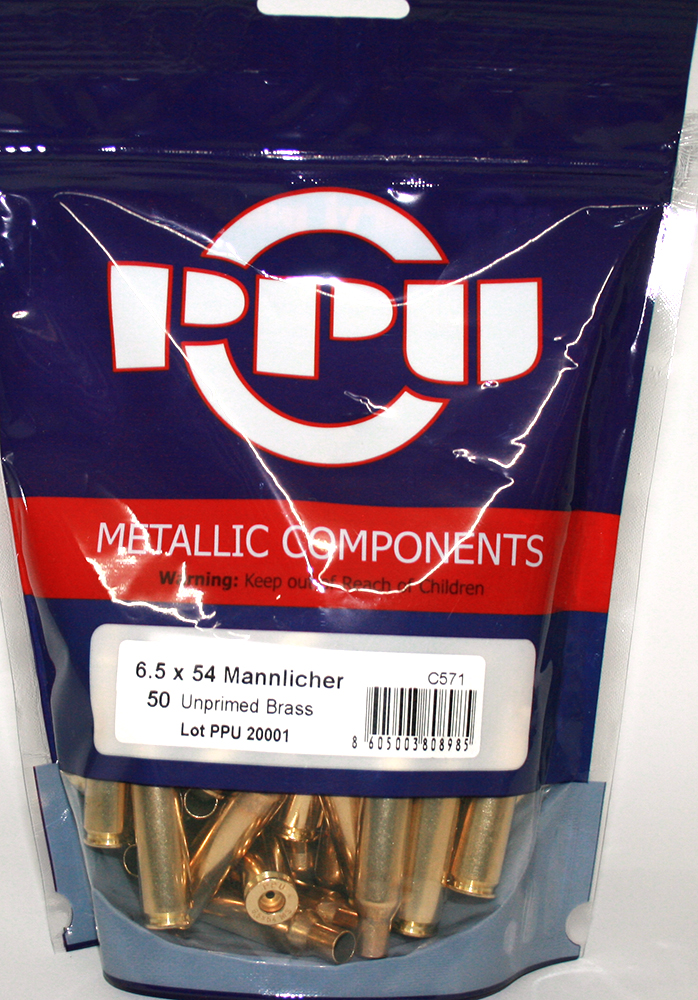 PPU
METALLIC COMPONENTS
Warning: Keep out of Reach of Children
6.5 x 54 Mannlicher
C571
50 Unprimed Brass
Lot PPU 20001
8 605003 808985
PPU